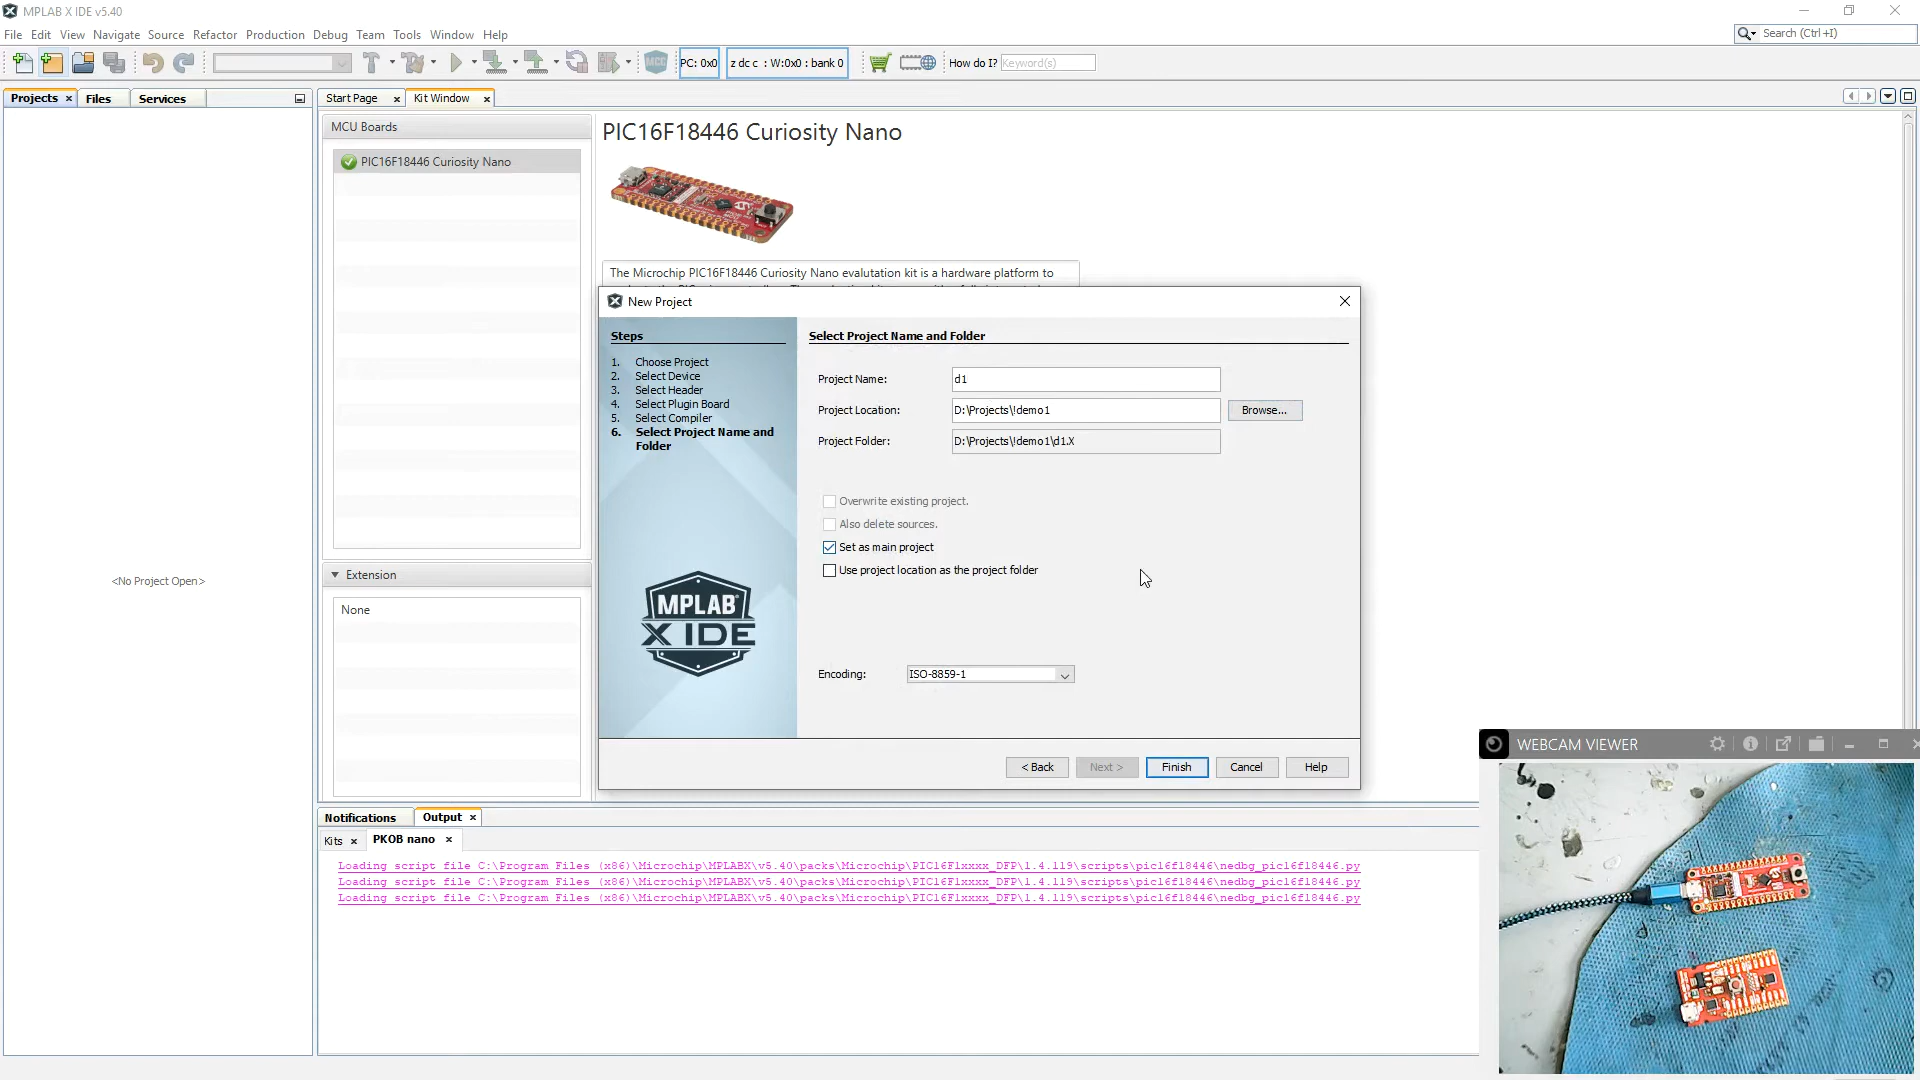 MPLAB X IDE v5.40
File Edit View Navigate Source Refactor Production Debug Team Tools Window Help
Search (Ctrl+I)
MCC
PC: 0x0
z dc c : W:0x0 : bank 0
How do I? Keyword(s)
Projects
Files
Services
Start Page
Kit Window
MCU Boards
PIC16F18446 Curiosity Nano
PIC16F18446 Curiosity Nano
The Microchip PIC16F18446 Curiosity Nano evalutation kit is a hardware platform to
New Project
Steps
1. Choose Project
2. Select Device
3. Select Header
4. Select Plugin Board
5. Select Compiler
6. Select Project Name and
Folder
MPLAB
X IDE
Select Project Name and Folder
Project Name: d1
Project Location: D:\Projects\!demo1 Browse...
Project Folder: D:\Projects\!demo1\d1.X
Overwrite existing project.
Also delete sources.
Set as main project
Use project location as the project folder
Encoding: ISO-8859-1
< Back Next > Finish Cancel Help
<No Project Open>
Extension
None
Notifications
Output
Kits
PKOB nano
Loading script file C:\Program Files (x86)\Microchip\MPLABX\v5.40\packs\Microchip\PIC16F1xxxx_DFP\1.4.119\scripts\pic16f18446\nedbg_pic16f18446.py
Loading script file C:\Program Files (x86)\Microchip\MPLABX\v5.40\packs\Microchip\PIC16F1xxxx_DFP\1.4.119\scripts\pic16f18446\nedbg_pic16f18446.py
Loading script file C:\Program Files (x86)\Microchip\MPLABX\v5.40\packs\Microchip\PIC16F1xxxx_DFP\1.4.119\scripts\pic16f18446\nedbg_pic16f18446.py
WEBCAM VIEWER